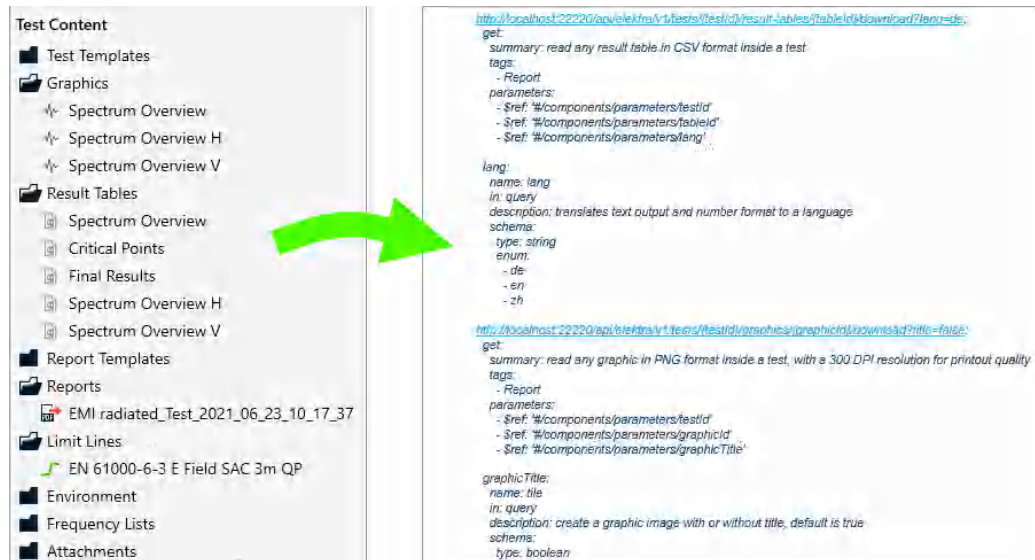 Test Content
Test Templates
Graphics
Spectrum Overview
Spectrum Overview H
Spectrum Overview V
Result Tables
Spectrum Overview
Critical Points
Final Results
Spectrum Overview H
Spectrum Overview V
Report Templates
Reports
PDF
EMI radiated_Test_2021_06_23_10_17_37
Limit Lines
EN 61000-6-3 E Field SAC 3m QP
Environment
Frequency Lists
Attachments
http://localhost:22220/api/elektra/v1/tests/{testId}/result-tables/{tableId}/download?lang=de:
get:
summary: read any result table in CSV format inside a test
tags:
- Report
parameters:
- $ref: '#/components/parameters/testId'
- $ref: '#/components/parameters/tableId'
- $ref: '#/components/parameters/lang'
lang:
name: lang
in: query
description: translates text output and number format to a language
schema:
type: string
enum:
- de
- en
- zh
http://localhost:22220/api/elektra/v1/tests/{testId}/graphics/{graphicId}/download?title=false:
get:
summary: read any graphic in PNG format inside a test, with a 300 DPI resolution for printout quality
tags:
- Report
parameters:
- $ref: '#/components/parameters/testId'
- $ref: '#/components/parameters/graphicId'
- $ref: '#/components/parameters/graphicTitle'
graphicTitle:
name: tile
in: query
description: create a graphic image with or without title, default is true
schema:
type: boolean